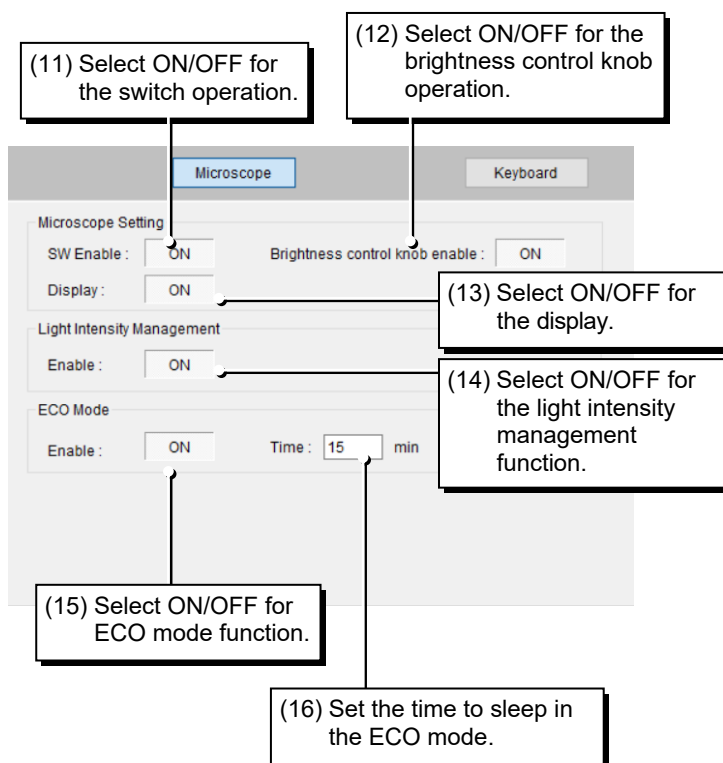 (11) Select ON/OFF for
the switch operation.
(12) Select ON/OFF for the
brightness control knob
operation.
Microscope
Keyboard
Microscope Setting
SW Enable : ON
Brightness control knob enable : ON
Display : ON
(13) Select ON/OFF for
the display.
Light Intensity Management
Enable : ON
(14) Select ON/OFF for
the light intensity
management
function.
ECO Mode
Enable : ON
Time : 15 min
(15) Select ON/OFF for
ECO mode function.
(16) Set the time to sleep in
the ECO mode.